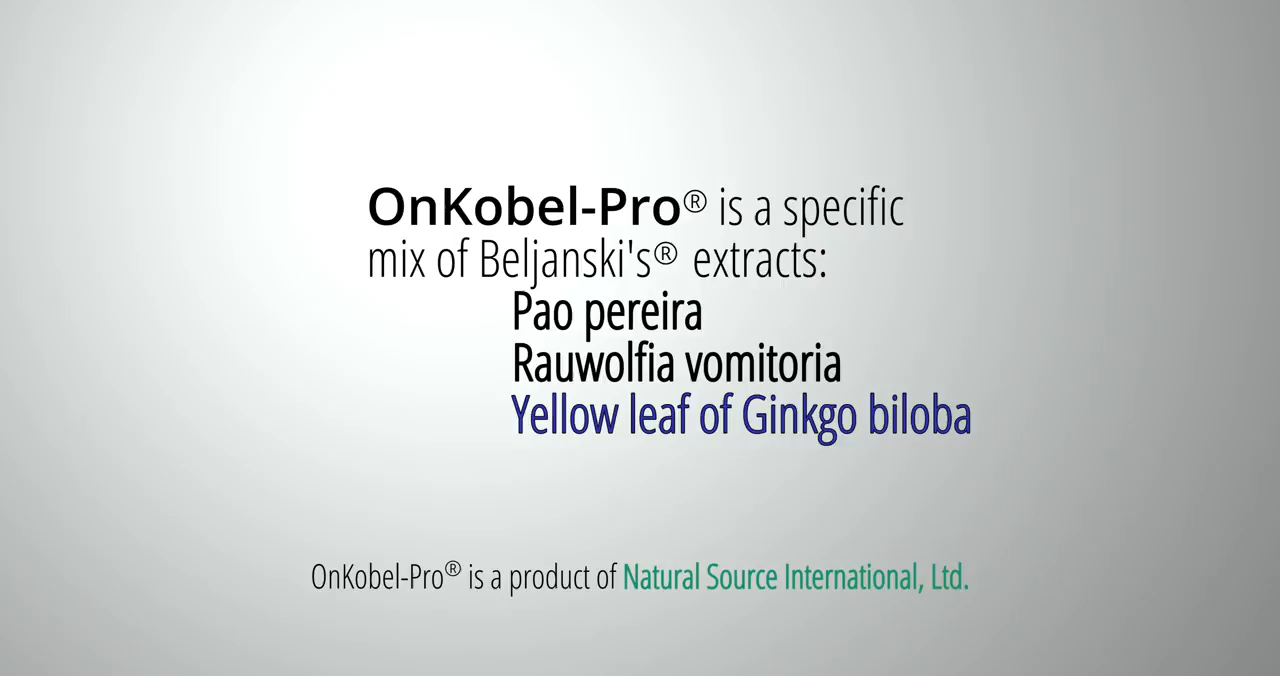 OnKobel-Pro® is a specific
mix of Beljanski's® extracts:
Pao pereira
Rauwolfia vomitoria
Yellow leaf of Ginkgo biloba
OnKobel-Pro® is a product of Natural Source International, Ltd.